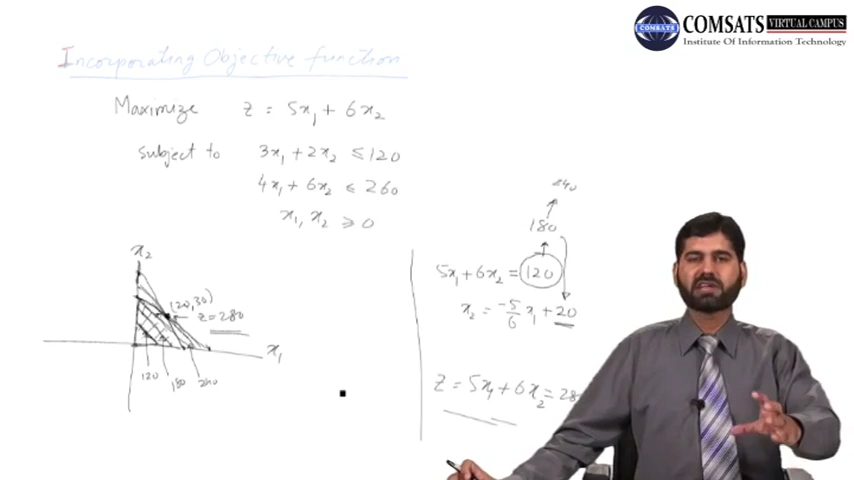 COMSATS VIRTUAL CAMPUS
COMSATS
Institute Of Information Technology
Incorporating Objective function
Maximize Z = 5x₁ + 6x₂
subject to 3x₁ + 2x₂ ≤ 120
4x₁ + 6x₂ ≤ 260
x₁, x₂ ≥ 0
x₂
(20,30)
Z=280
x₁
120 180 240
240
180
5x₁ + 6x₂ = 120
x₂ = -5/6 x₁ + 20
Z = 5x₁ + 6x₂ = 28